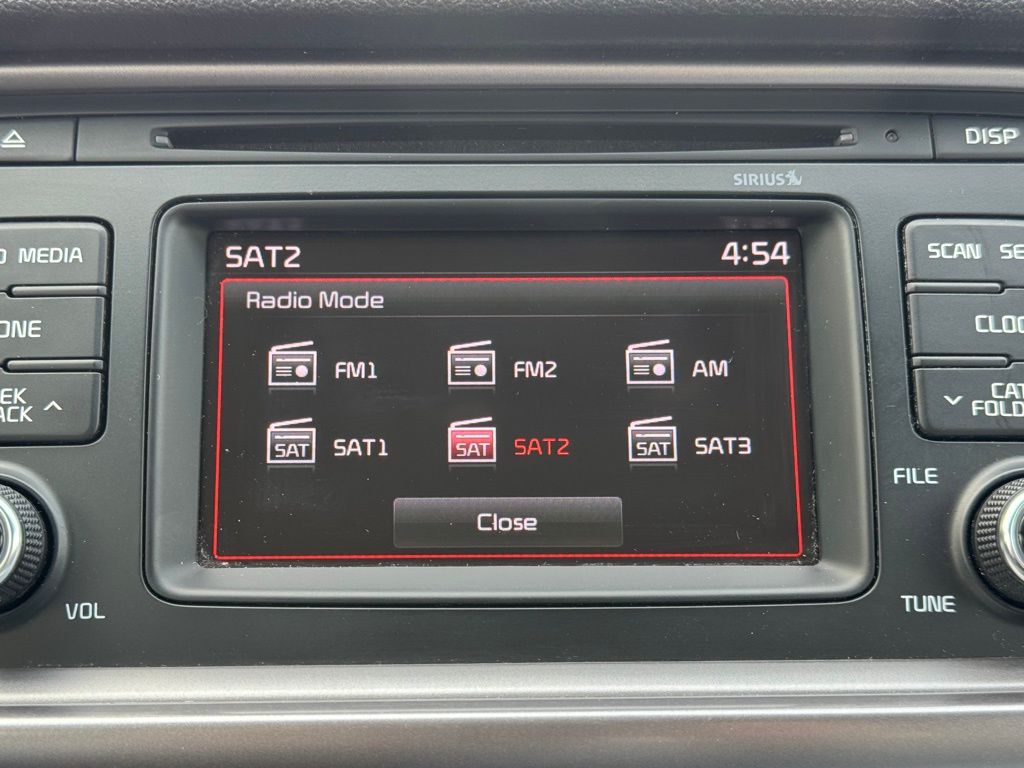 DISP
SIRIUS
MEDIA
SAT2 4:54
SCAN
Radio Mode
FM1 FM2 AM
SAT1 SAT SAT2 SAT SAT3 SAT
Close
FILE
VOL
TUNE